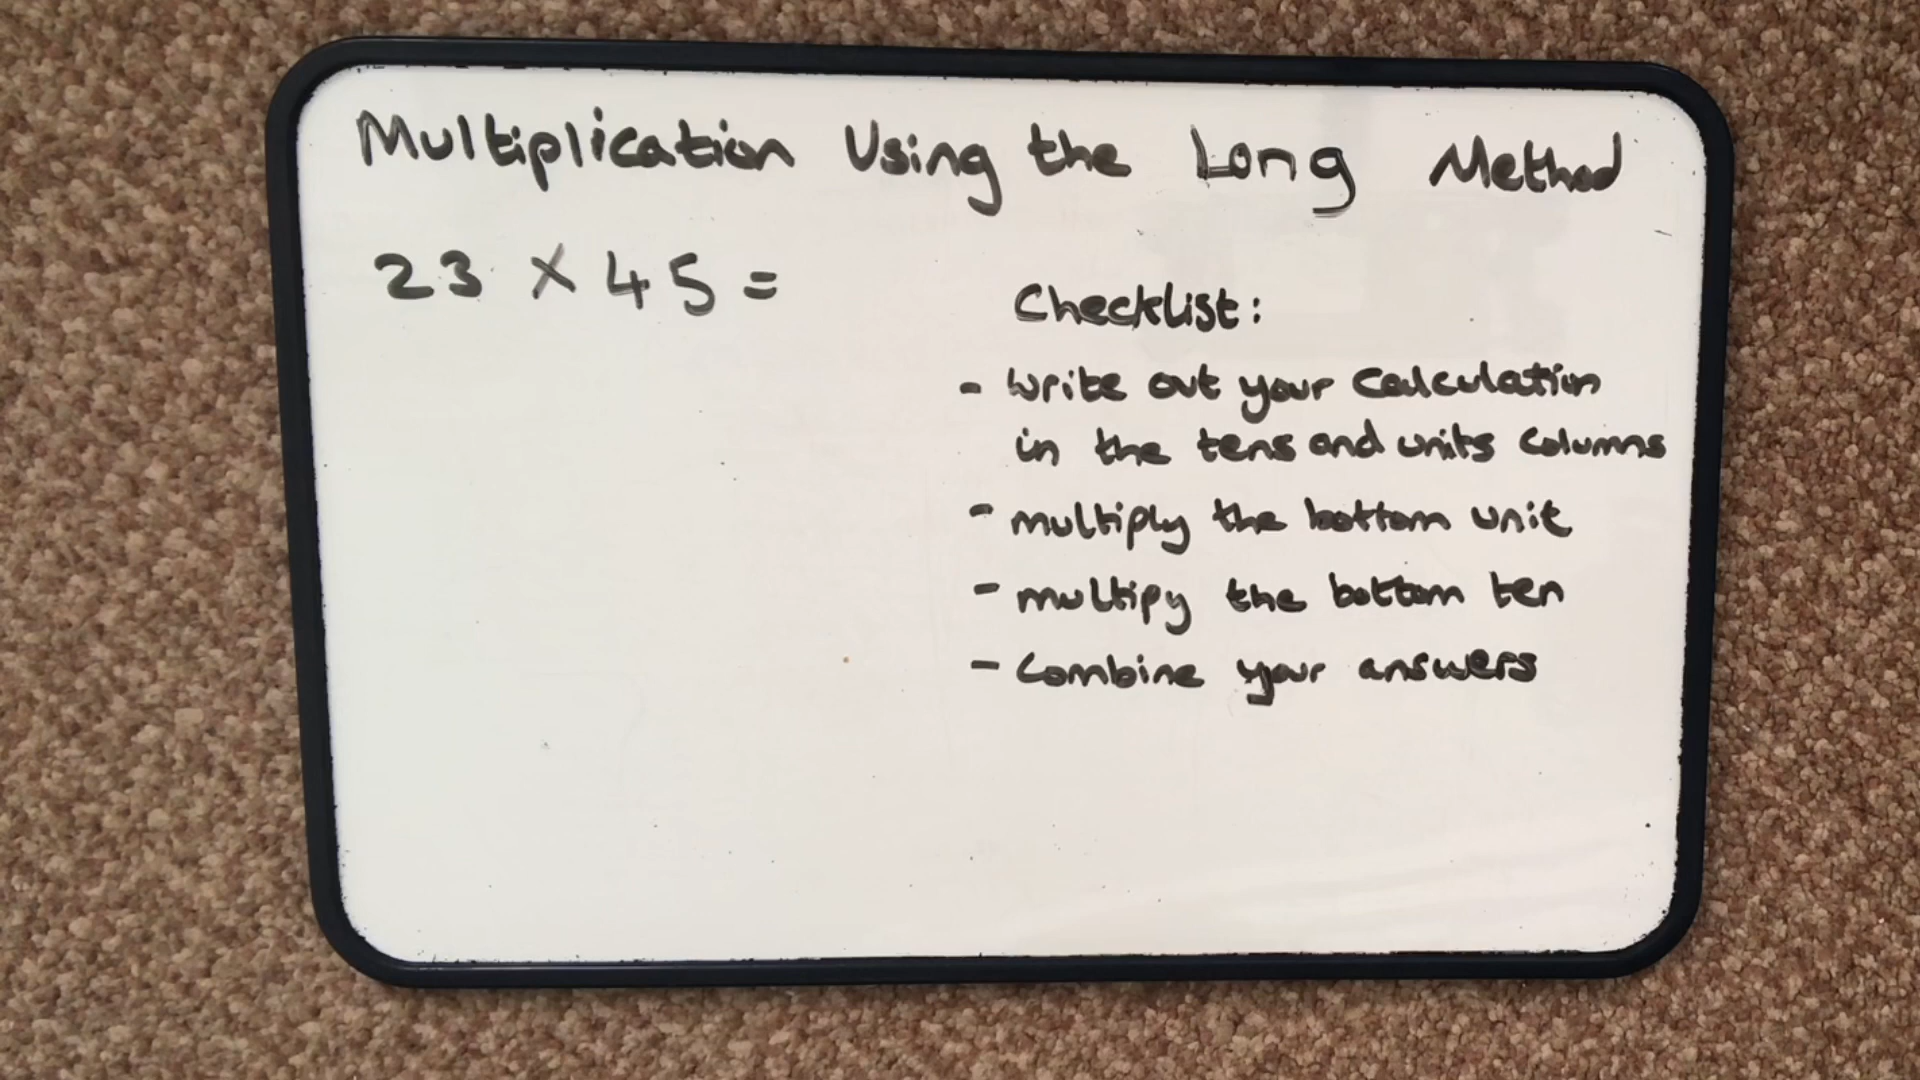 Multiplication Using the Long Method
23 × 45 =
Checklist:
- write out your calculation
in the tens and units columns
- multiply the bottom unit
- multipy the bottom ten
- combine your answers